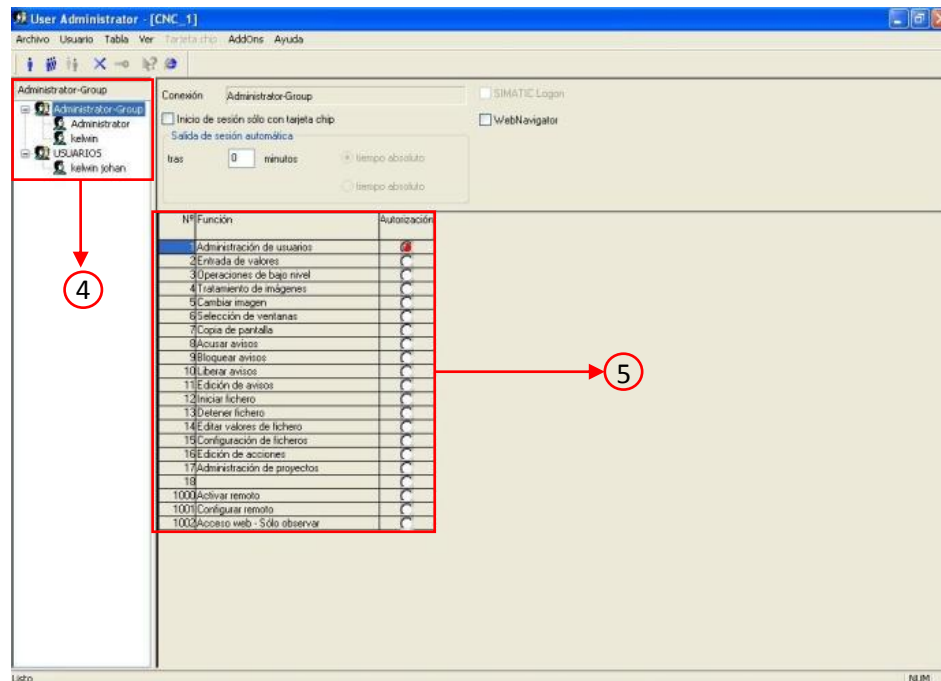 User Administrator - [CNC_1]
Archivo Usuario Tabla Ver Tarjeta chip AddOns Ayuda
Administrator-Group
Administrator-Group
Administrator
kelwin
USUARIOS
kelwin johan
4
Conexión Administrator-Group
SIMATIC Logon
Inicio de sesión sólo con tarjeta chip
WebNavigator
Salida de sesión automática
tras 0 minutos tiempo absoluto
tiempo absoluto
Nº Función Autorización
1 Administración de usuarios
2 Entrada de valores
3 Operaciones de bajo nivel
4 Tratamiento de imágenes
5 Cambiar imagen
6 Selección de ventanas
7 Copia de pantalla
8 Acusar avisos
9 Bloquear avisos
10 Liberar avisos
11 Edición de avisos
12 Iniciar fichero
13 Detener fichero
14 Editar valores de fichero
15 Configuración de ficheros
16 Edición de acciones
17 Administración de proyectos
18
1000 Activar remoto
1001 Configurar remoto
1002 Acceso web - Sólo observar
5
Listo
NUM